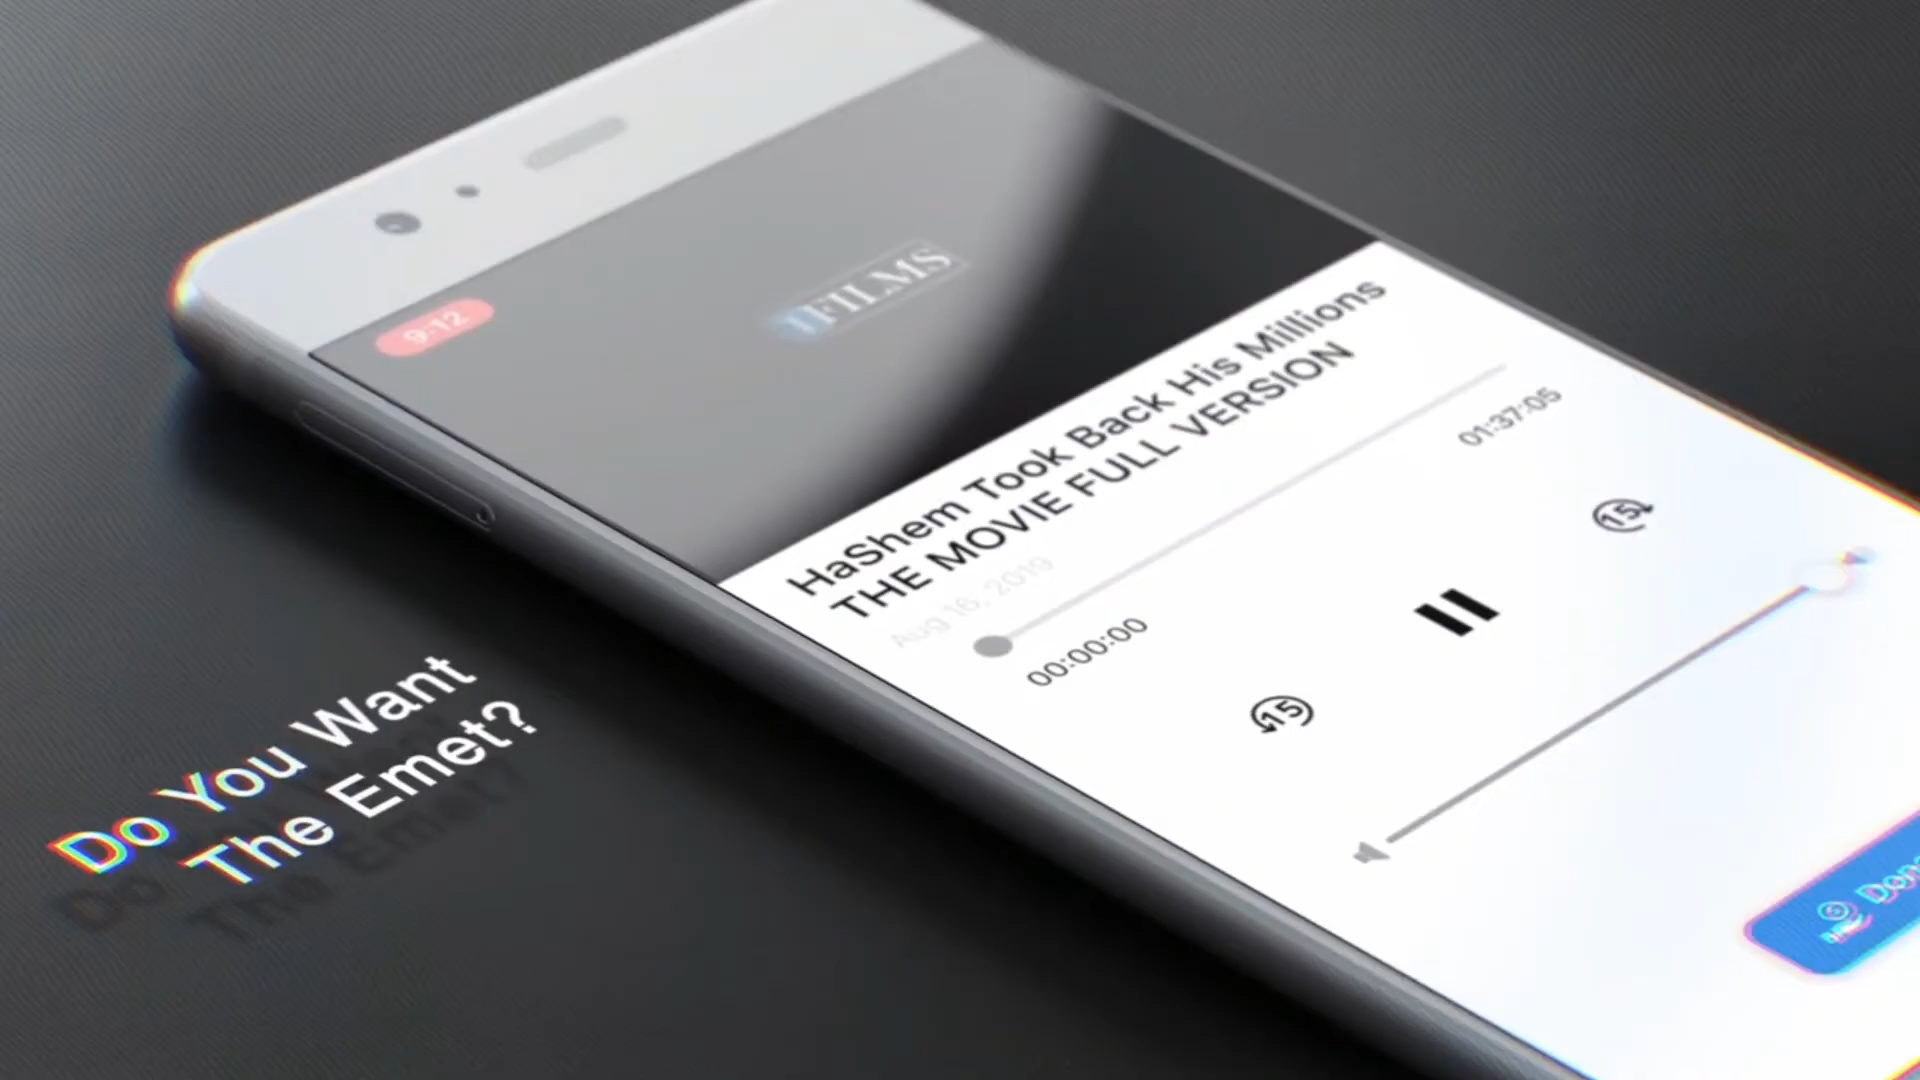 9:12
FILMS
HaShem Took Back His Millions
THE MOVIE FULL VERSION
Aug 16, 2019
00:00:00
01:37:05
15
15
Do You Want
The Emet?